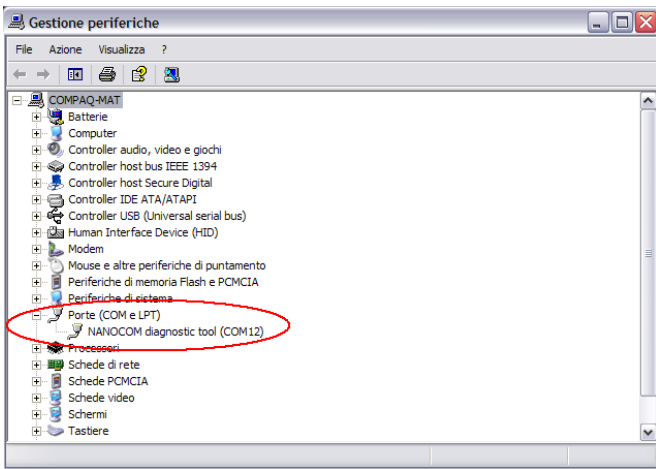 Gestione periferiche
File Azione Visualizza ?
COMPAQ-MAT
Batterie
Computer
Controller audio, video e giochi
Controller host bus IEEE 1394
Controller host Secure Digital
Controller IDE ATA/ATAPI
Controller USB (Universal serial bus)
Human Interface Device (HID)
Modem
Mouse e altre periferiche di puntamento
Periferiche di memoria Flash e PCMCIA
Periferiche di sistema
Porte (COM e LPT)
NANOCOM diagnostic tool (COM12)
Processori
Schede di rete
Schede PCMCIA
Schede video
Schermi
Tastiere